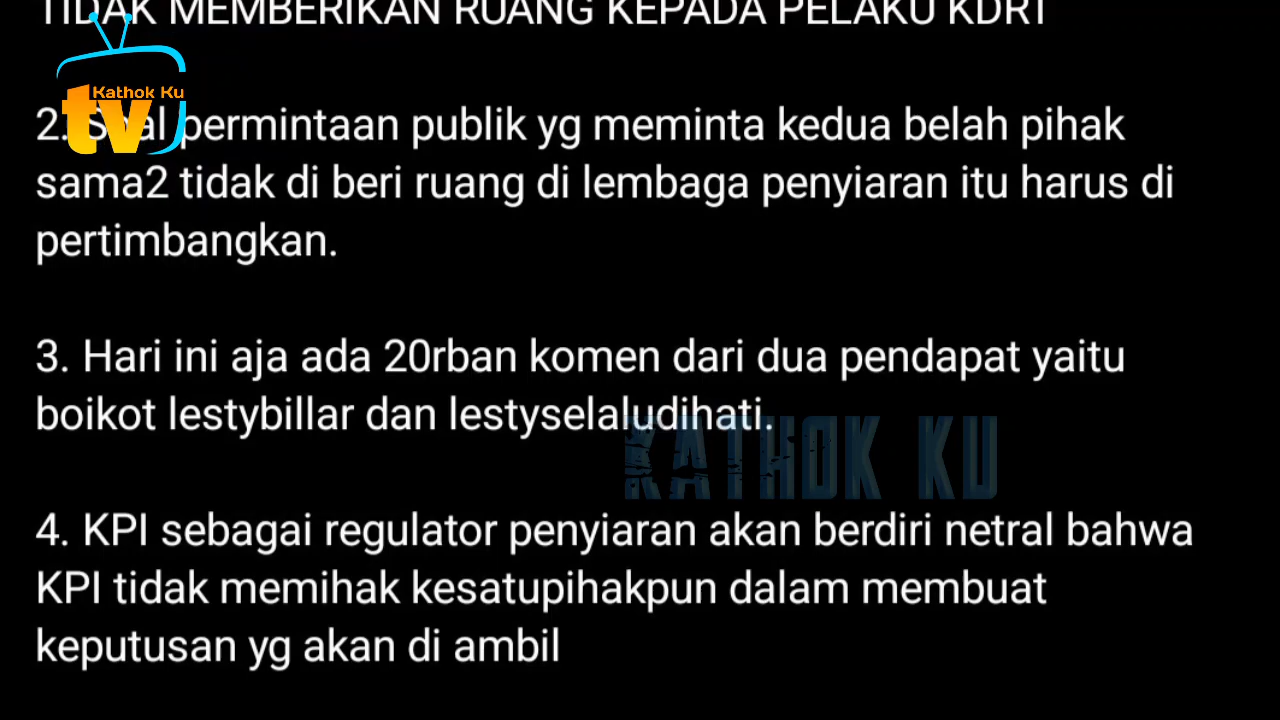 TIDAK MEMBERIKAN RUANG KEPADA PELAKU KDRT
Kathok Ku
tv
2. Soal permintaan publik yg meminta kedua belah pihak
sama2 tidak di beri ruang di lembaga penyiaran itu harus di
pertimbangkan.
3. Hari ini aja ada 20rban komen dari dua pendapat yaitu
boikot lestybillar dan lestyselaludihati.
KATHOK KU
4. KPI sebagai regulator penyiaran akan berdiri netral bahwa
KPI tidak memihak kesatupihakpun dalam membuat
keputusan yg akan di ambil